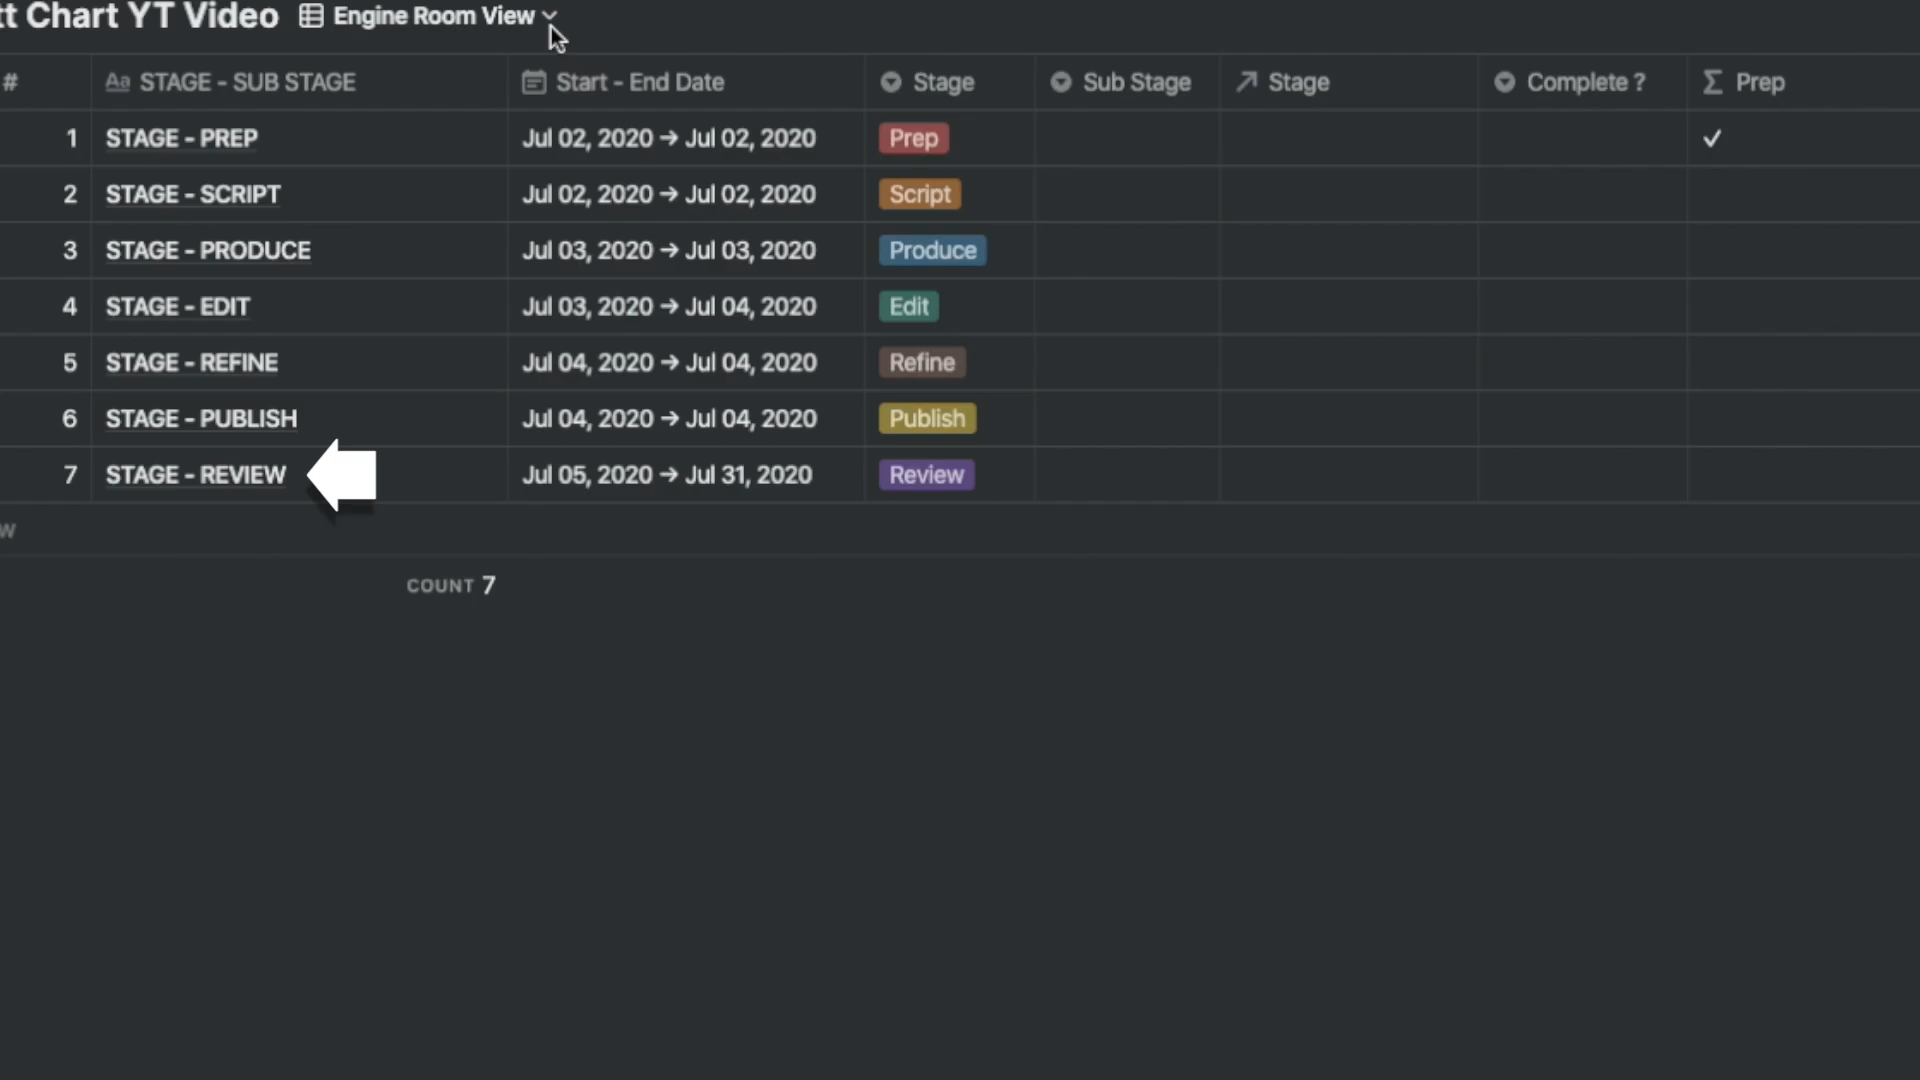 tt Chart YT Video Engine Room View
# Aa STAGE - SUB STAGE Start - End Date Stage Sub Stage Stage Complete ? Σ Prep
1 STAGE - PREP Jul 02, 2020 → Jul 02, 2020 Prep ✓
2 STAGE - SCRIPT Jul 02, 2020 → Jul 02, 2020 Script
3 STAGE - PRODUCE Jul 03, 2020 → Jul 03, 2020 Produce
4 STAGE - EDIT Jul 03, 2020 → Jul 04, 2020 Edit
5 STAGE - REFINE Jul 04, 2020 → Jul 04, 2020 Refine
6 STAGE - PUBLISH Jul 04, 2020 → Jul 04, 2020 Publish
7 STAGE - REVIEW Jul 05, 2020 → Jul 31, 2020 Review
w
COUNT 7